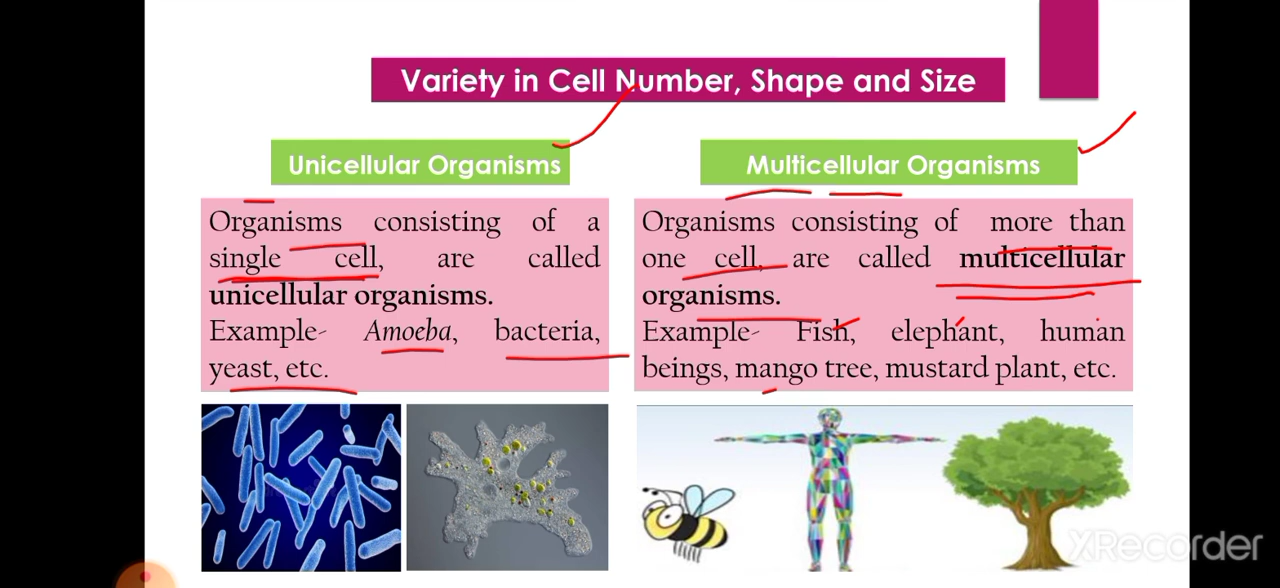 Variety in Cell Number, Shape and Size
Unicellular Organisms
Organisms consisting of a
single cell, are called
unicellular organisms.
Example- Amoeba, bacteria,
yeast, etc.
Multicellular Organisms
Organisms consisting of more than
one cell, are called multicellular
organisms.
Example- Fish, elephant, human
beings, mango tree, mustard plant, etc.
XRecorder